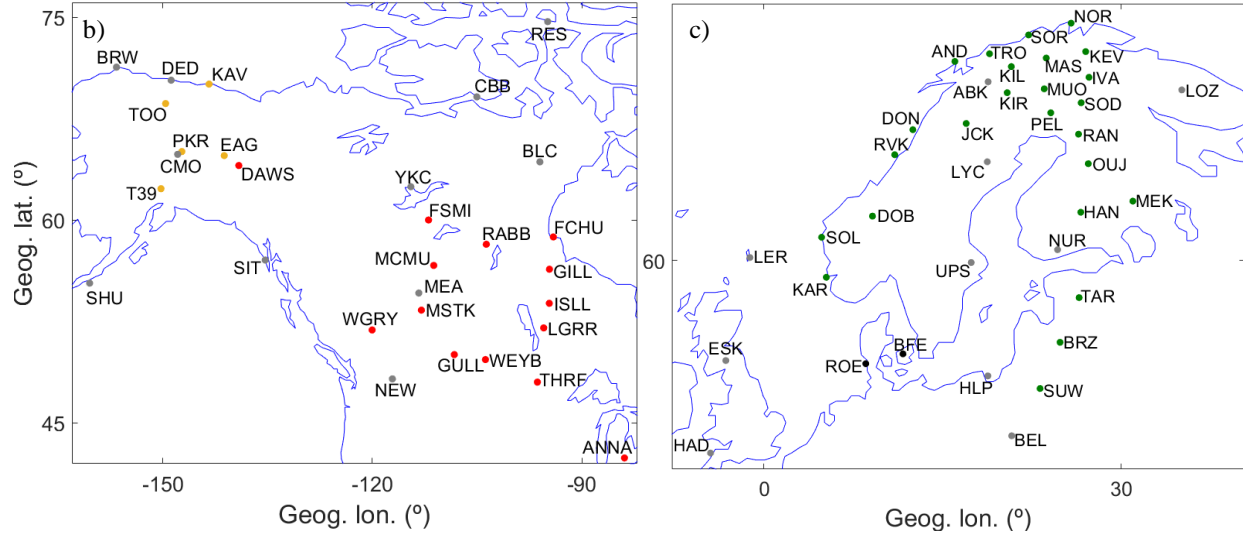 b)
75
60
45
-150
-120
-90
Geog. lat. (º)
Geog. lon. (º)
RES
BRW
DED
KAV
CBB
TOO
PKR
EAG
CMO
DAWS
BLC
YKC
T39
FSMI
RABB
FCHU
SIT
MCMU
GILL
SHU
MEA
MSTK
ISLL
WGRY
LGRR
GULL
WEYB
NEW
THRF
ANNA
c)
60
0
30
Geog. lon. (º)
NOR
SOR
AND
TRO
KEV
KIL
MAS
IVA
ABK
MUO
LOZ
KIR
SOD
DON
JCK
PEL
RAN
RVK
LYC
OUJ
MEK
DOB
HAN
SOL
NUR
LER
UPS
KAR
TAR
BFE
BRZ
ESK
ROE
HLP
SUW
BEL
HAD